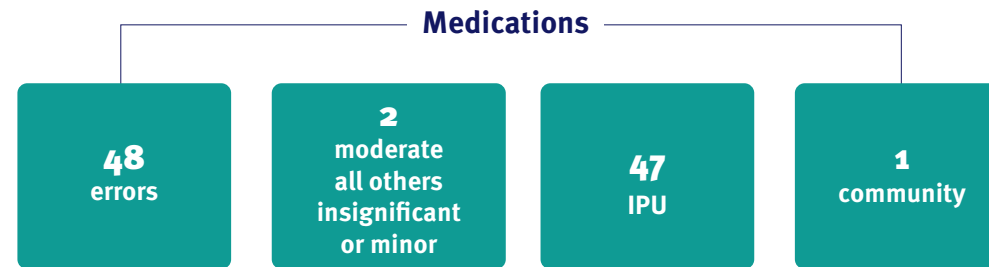 Medications
48
errors
2
moderate
all others
insignificant
or minor
47
IPU
1
community